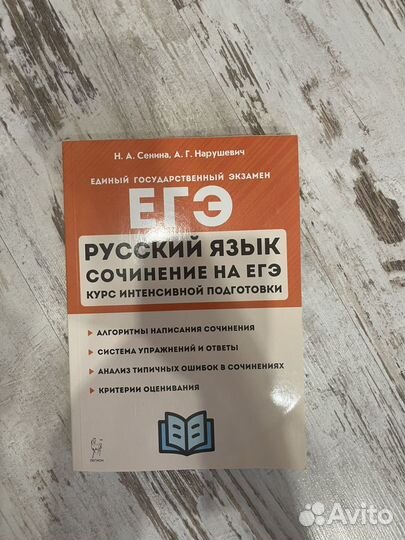 Н. А. Сенина, А. Г. Нарушевич
ЕДИНЫЙ ГОСУДАРСТВЕННЫЙ ЭКЗАМЕН
ЕГЭ
РУССКИЙ ЯЗЫК
СОЧИНЕНИЕ НА ЕГЭ
КУРС ИНТЕНСИВНОЙ ПОДГОТОВКИ
АЛГОРИТМЫ НАПИСАНИЯ СОЧИНЕНИЯ
СИСТЕМА УПРАЖНЕНИЙ И ОТВЕТЫ
АНАЛИЗ ТИПИЧНЫХ ОШИБОК В СОЧИНЕНИЯХ
КРИТЕРИИ ОЦЕНИВАНИЯ
ЛЕГИОН
Avito